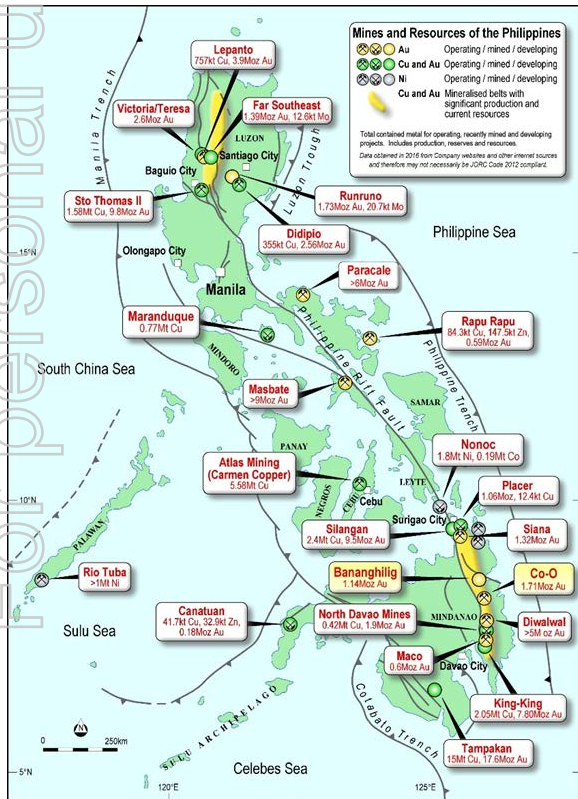 For personal u
Mines and Resources of the Philippines
Au Operating / mined / developing
Cu and Au Operating / mined / developing
Ni Operating / mined / developing
Cu and Au Mineralised belts with
significant production and
current resources
Total contained metal for operating, recently mined and developing
projects. Includes production, reserves and resources.
Data obtained in 2016 from Company websites and other internet sources
and therefore may not necessarily be JORC Code 2012 compliant.
Manila Trench
Lepanto
757kt Cu, 3.9Moz Au
Victoria/Teresa
2.6Moz Au
Far Southeast
1.39Moz Au, 12.6kt Mo
LUZON
Santiago City
Baguio City
Luzon Trough
Sto Thomas II
1.58Mt Cu, 9.8Moz Au
Runruno
1.73Moz Au, 20.7kt Mo
Didipio
355kt Cu, 2.56Moz Au
Philippine Sea
15°N
Olongapo City
Manila
Paracale
>6Moz Au
Maranduque
0.77Mt Cu
Rapu Rapu
84.3kt Cu, 147.5kt Zn,
0.59Moz Au
Philippine Rift Fault
Philippine Trench
South China Sea
MINDORO
Masbate
>9Moz Au
SAMAR
PANAY
Nonoc
1.8Mt Ni, 0.19Mt Co
Atlas Mining
(Carmen Copper)
5.58Mt Cu
LEYTE
Placer
1.06Moz, 12.4kt Cu
NEGROS
CEBU
Cebu
10°N
Surigao City
Silangan
2.4Mt Cu, 9.5Moz Au
Siana
1.32Moz Au
PALAWAN
Rio Tuba
>1Mt Ni
Bananghilig
1.14Moz Au
Co-O
1.71Moz Au
Canatuan
41.7kt Cu, 32.9kt Zn,
0.18Moz Au
North Davao Mines
0.42Mt Cu, 1.9Moz Au
MINDANAO
Diwalwal
>5M oz Au
Sulu Sea
Maco
0.6Moz Au
Davao City
King-King
2.05Mt Cu, 7.80Moz Au
SULU ARCHIPELAGO
Cotabato Trench
Tampakan
15Mt Cu, 17.6Moz Au
N
0 250km
Celebes Sea
5°N
120°E
125°E